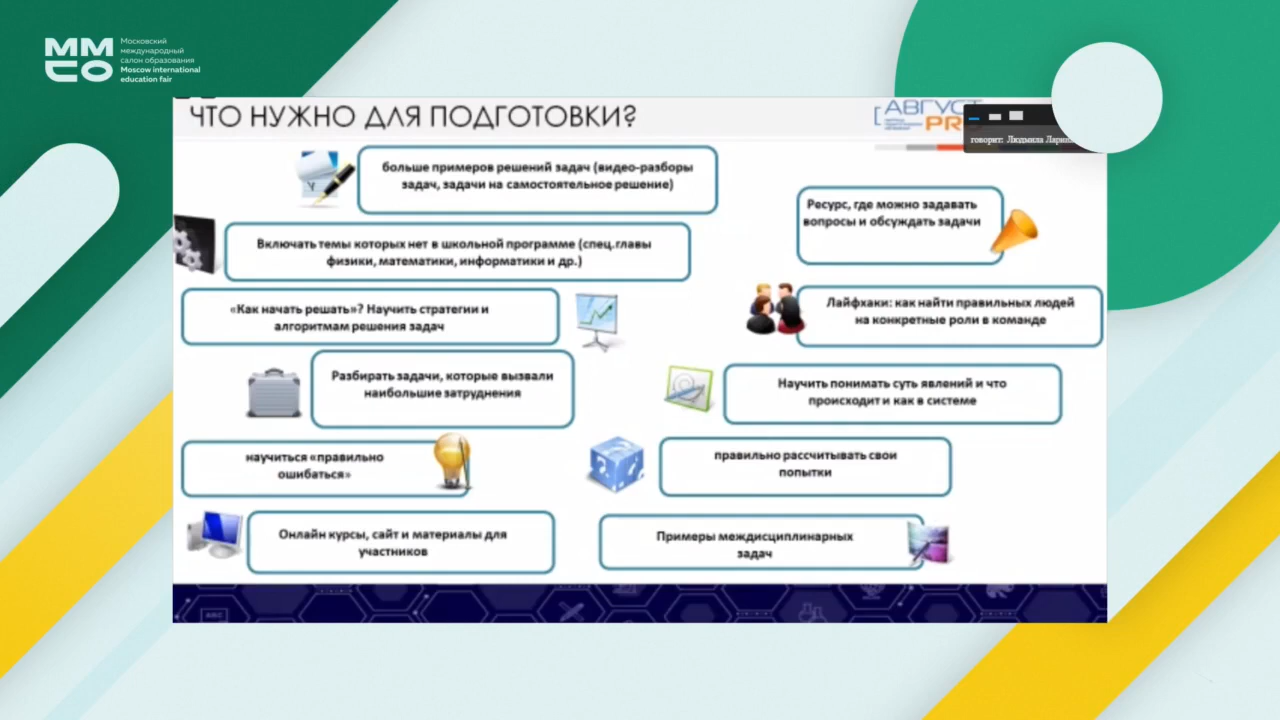 ММ
СО
Московский
международный
салон образования
Moscow international
education fair
ЧТО НУЖНО ДЛЯ ПОДГОТОВКИ?
АВГУСТ
PRO
говорит: Людмила
больше примеров решений задач (видео-разборы
задач, задачи на самостоятельное решение)
Ресурс, где можно задавать
вопросы и обсуждать задачи
Включать темы которых нет в школьной программе (спец.главы
физики, математики, информатики и др.)
«Как начать решать»? Научить стратегии и
алгоритмам решения задач
Лайфхаки: как найти правильных людей
на конкретные роли в команде
Разбирать задачи, которые вызвали
наибольшие затруднения
Научить понимать суть явлений и что
происходит и как в системе
научиться «правильно
ошибаться»
правильно рассчитывать свои
попытки
Онлайн курсы, сайт и материалы для
участников
Примеры междисциплинарных
задач